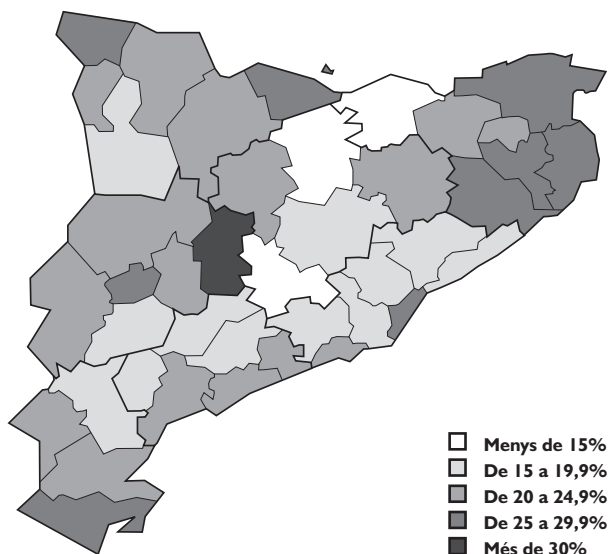 Menys de 15%
De 15 a 19,9%
De 20 a 24,9%
De 25 a 29,9%
Més de 30%